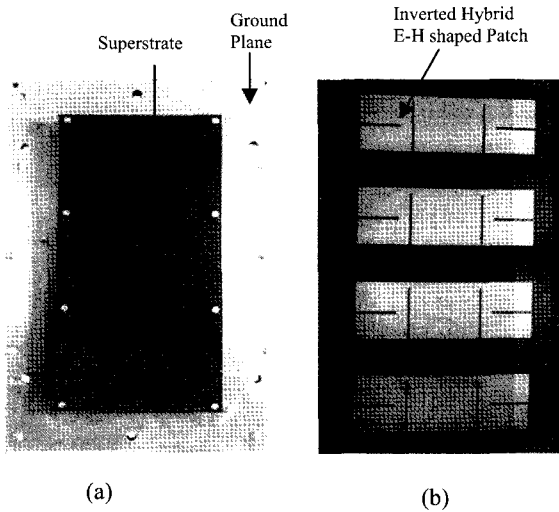 Superstrate
Ground
Plane
Inverted Hybrid
E-H shaped Patch
(a)
(b)